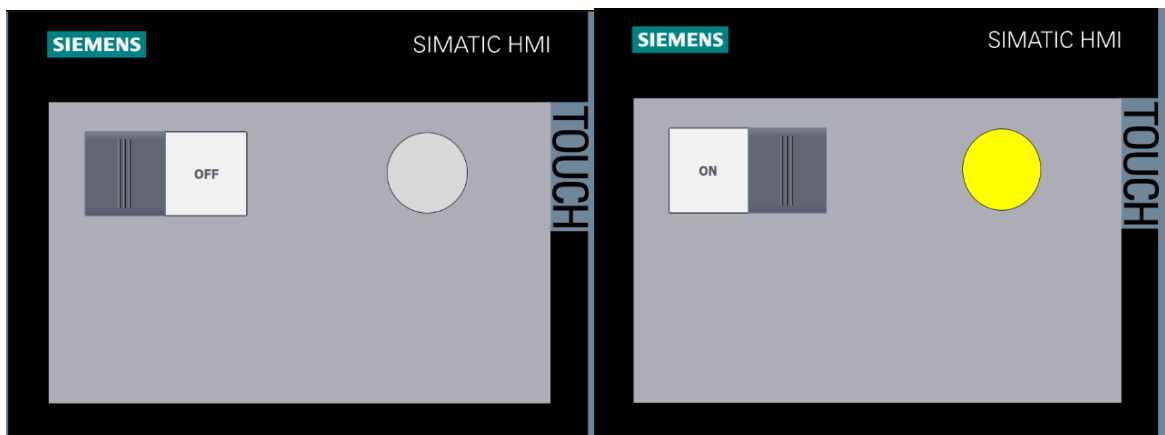 SIEMENS
SIMATIC HMI
TOUCH
OFF
SIEMENS
SIMATIC HMI
TOUCH
ON